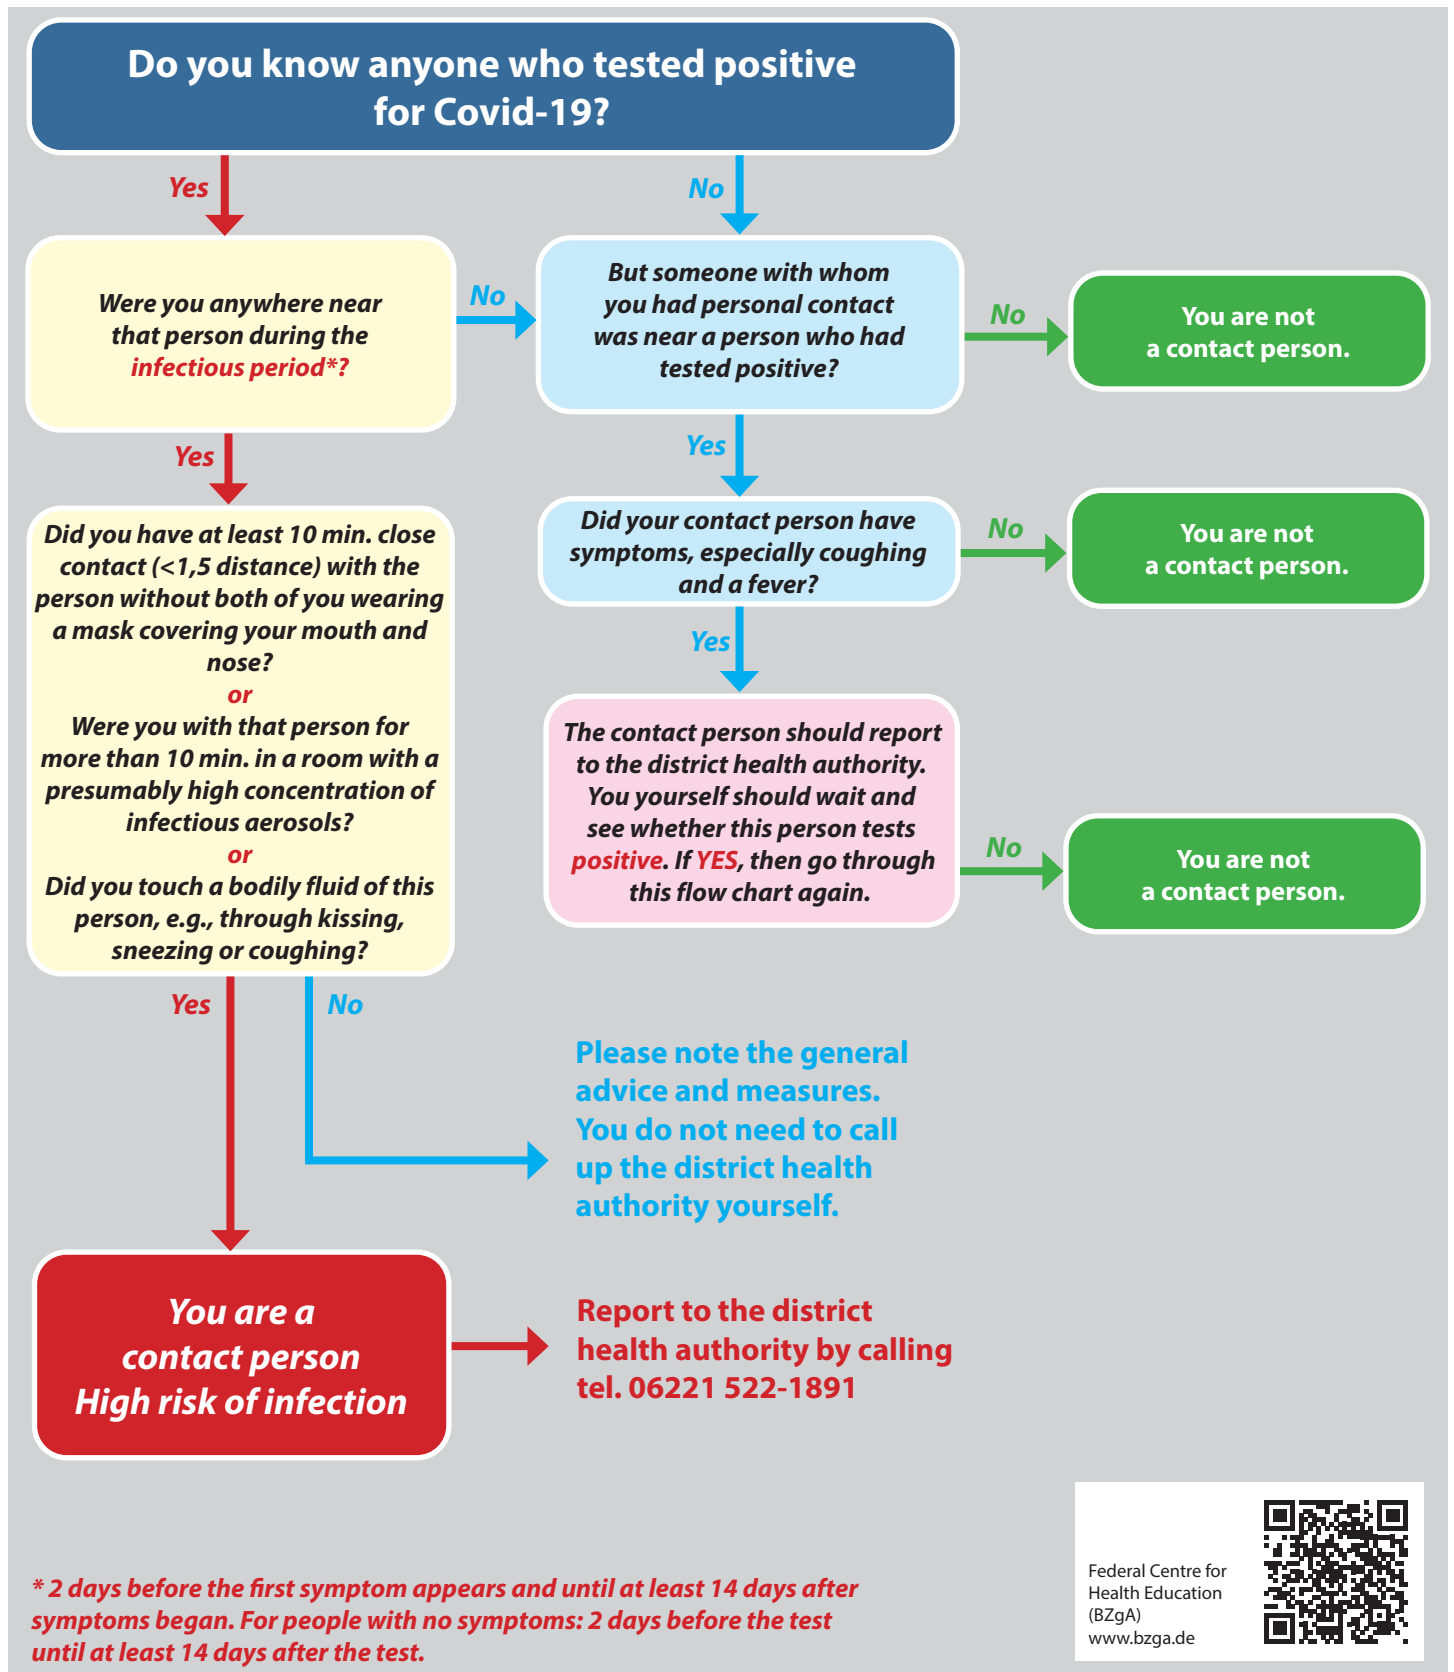 Do you know anyone who tested positive
for Covid-19?
Yes
No
Were you anywhere near
that person during the
infectious period*?
No
But someone with whom
you had personal contact
was near a person who had
tested positive?
No
You are not
a contact person.
Yes
Yes
Did you have at least 10 min. close
contact (<1,5 distance) with the
person without both of you wearing
a mask covering your mouth and
nose?
or
Were you with that person for
more than 10 min. in a room with a
presumably high concentration of
infectious aerosols?
or
Did you touch a bodily fluid of this
person, e.g., through kissing,
sneezing or coughing?
Did your contact person have
symptoms, especially coughing
and a fever?
No
You are not
a contact person.
Yes
The contact person should report
to the district health authority.
You yourself should wait and
see whether this person tests
positive. If YES, then go through
this flow chart again.
No
You are not
a contact person.
Yes
No
Please note the general
advice and measures.
You do not need to call
up the district health
authority yourself.
You are a
contact person
High risk of infection
Report to the district
health authority by calling
tel. 06221 522-1891
* 2 days before the first symptom appears and until at least 14 days after
symptoms began. For people with no symptoms: 2 days before the test
until at least 14 days after the test.
Federal Centre for
Health Education
(BZgA)
www.bzga.de